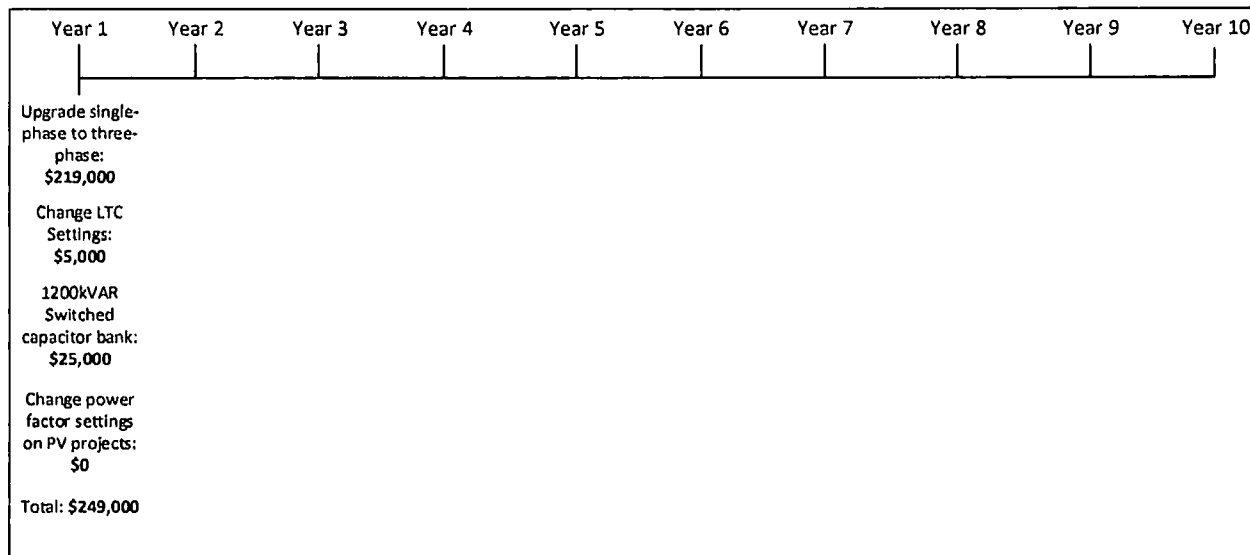 Year 1 Year 2 Year 3 Year 4 Year 5 Year 6 Year 7 Year 8 Year 9 Year 10
Upgrade single-
phase to three-
phase:
$219,000
Change LTC
Settings:
$5,000
1200kVAR
Switched
capacitor bank:
$25,000
Change power
factor settings
on PV projects:
$0
Total: $249,000